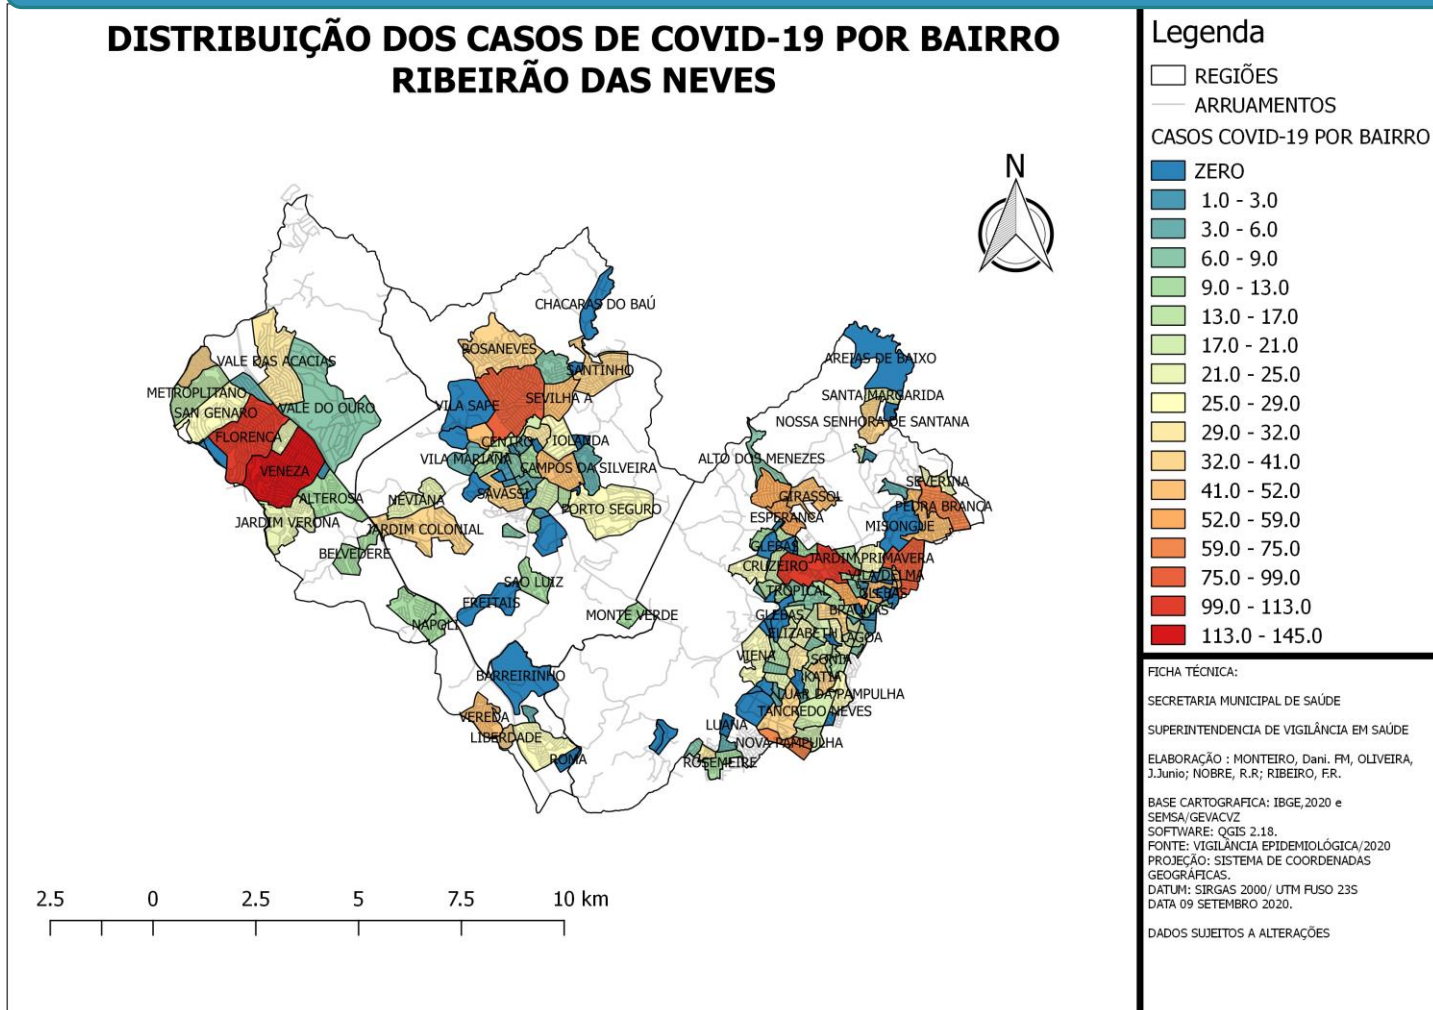 DISTRIBUIÇÃO DOS CASOS DE COVID-19 POR BAIRRO
RIBEIRÃO DAS NEVES
N
CHACARAS DO BAÚ
ROSANEVES
SANTINHO
VALE DAS ACACIAS
METROPLITANO
SAN GENARO
VALE DO OURO
FLORENCA
VENEZA
ALTEROSA
JARDIM VERONA
BELVEDERE
NEVIANA
JARDIM COLONIAL
VILA SAPE
SEVILHA A
CENTRO
IOLANDA
VILA MARIANA
CAMPOS DA SILVEIRA
SAVASSI
PORTO SEGURO
SAO LUIZ
FREITAIS
NAPOLI
MONTE VERDE
BARREIRINHO
VEREDA
LIBERDADE
ROMA
AREIAS DE BAIXO
SANTA MARGARIDA
NOSSA SENHORA DE SANTANA
ALTO DOS MENEZES
SEVERINA
GIRASSOL
PEDRA BRANCA
ESPERANCA
MISONGUE
GLEBAS
JARDIM PRIMAVERA
CRUZEIRO
VILA DELMA
TROPICAL
GLEBAS
BRAUNAS
GLEBAS
ELIZABETH
LAGOA
VIENA
SONIA
KATIA
LUAR DA PAMPULHA
TANCREDO NEVES
LUANA
NOVA PAMPULHA
ROSEMEIRE
2.5 0 2.5 5 7.5 10 km
Legenda
REGIÕES
ARRUAMENTOS
CASOS COVID-19 POR BAIRRO
ZERO
1.0 - 3.0
3.0 - 6.0
6.0 - 9.0
9.0 - 13.0
13.0 - 17.0
17.0 - 21.0
21.0 - 25.0
25.0 - 29.0
29.0 - 32.0
32.0 - 41.0
41.0 - 52.0
52.0 - 59.0
59.0 - 75.0
75.0 - 99.0
99.0 - 113.0
113.0 - 145.0
FICHA TÉCNICA:
SECRETARIA MUNICIPAL DE SAÚDE
SUPERINTENDENCIA DE VIGILÂNCIA EM SAÚDE
ELABORAÇÃO : MONTEIRO, Dani. FM, OLIVEIRA,
J.Junio; NOBRE, R.R; RIBEIRO, F.R.
BASE CARTOGRAFICA: IBGE,2020 e
SEMSA/GEVACVZ
SOFTWARE: QGIS 2.18.
FONTE: VIGILÂNCIA EPIDEMIOLÓGICA/2020
PROJEÇÃO: SISTEMA DE COORDENADAS
GEOGRÁFICAS.
DATUM: SIRGAS 2000/ UTM FUSO 23S
DATA 09 SETEMBRO 2020.
DADOS SUJEITOS A ALTERAÇÕES